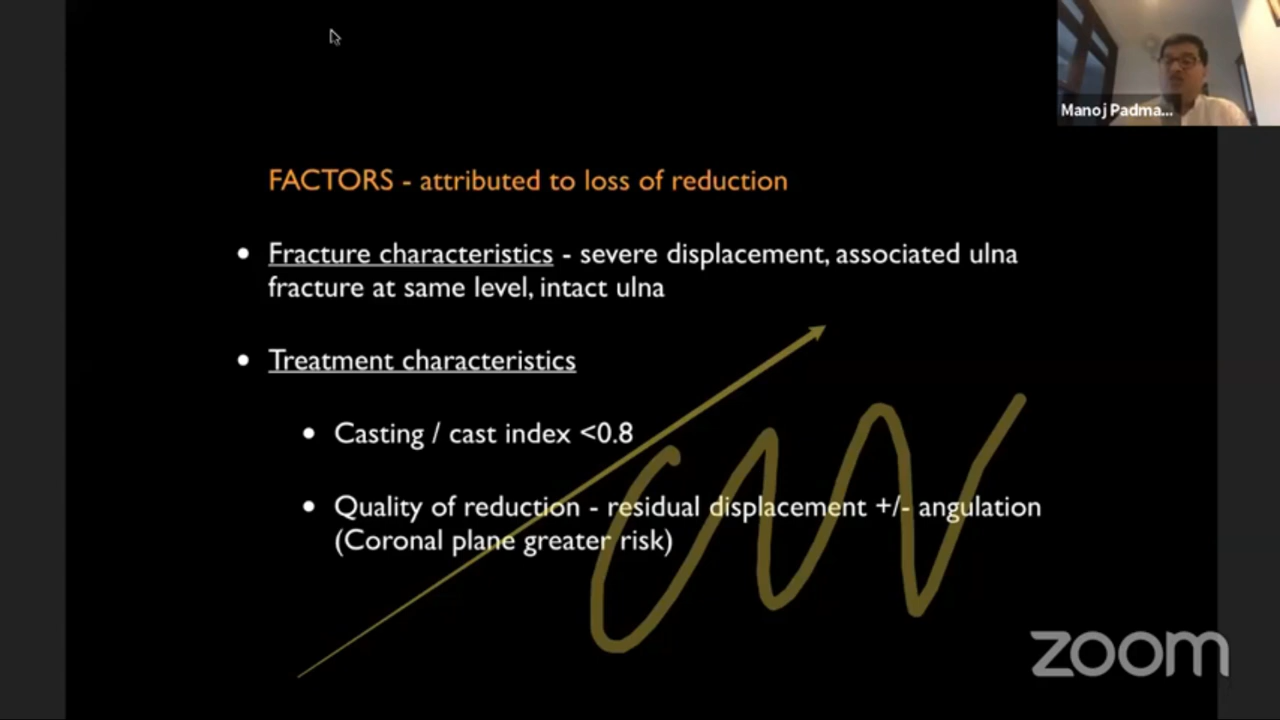 Manoj Padma...
FACTORS - attributed to loss of reduction
• Fracture characteristics - severe displacement, associated ulna
fracture at same level, intact ulna
• Treatment characteristics
• Casting / cast index <0.8
• Quality of reduction - residual displacement +/- angulation
(Coronal plane greater risk)
zoom